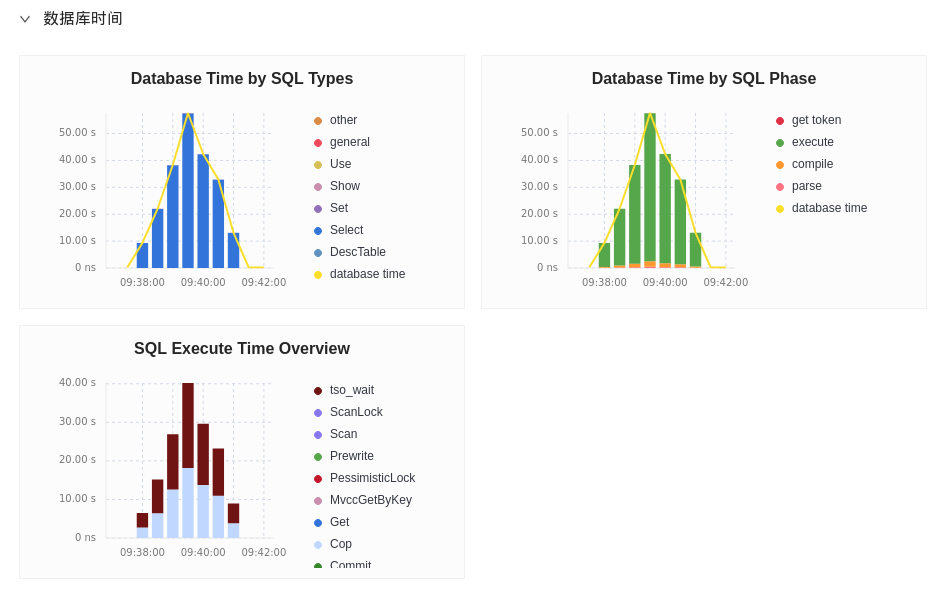 数据库时间
Database Time by SQL Types
50.00 s
40.00 s
30.00 s
20.00 s
10.00 s
0 ns
09:38:00
09:40:00
09:42:00
other
general
Use
Show
Set
Select
DescTable
database time
Database Time by SQL Phase
50.00 s
40.00 s
30.00 s
20.00 s
10.00 s
0 ns
09:38:00
09:40:00
09:42:00
get token
execute
compile
parse
database time
SQL Execute Time Overview
40.00 s
30.00 s
20.00 s
10.00 s
0 ns
09:38:00
09:40:00
09:42:00
tso_wait
ScanLock
Scan
Prewrite
PessimisticLock
MvccGetByKey
Get
Cop
Commit